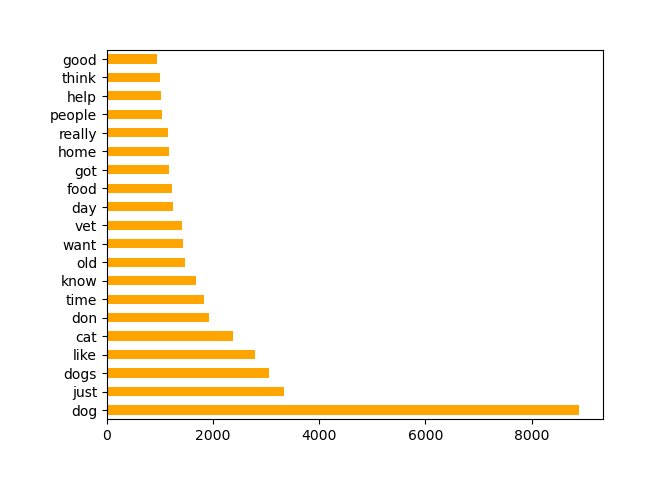 good
think
help
people
really
home
got
food
day
vet
want
old
know
time
don
cat
like
dogs
just
dog
0 2000 4000 6000 8000